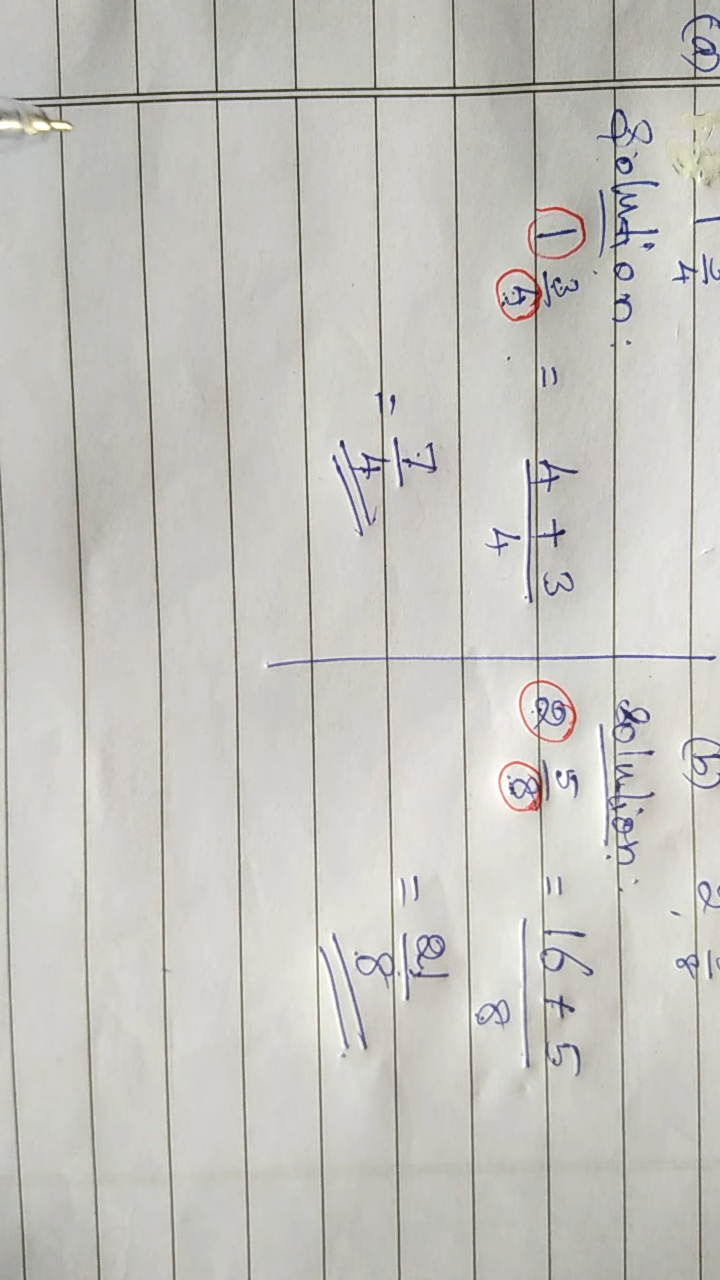 (a) 1 3/4
Solution:
1 3/4 = (4 + 3)/4
= 7/4
(b) 2 5/8
Solution:
2 5/8 = (16 + 5)/8
= 21/8